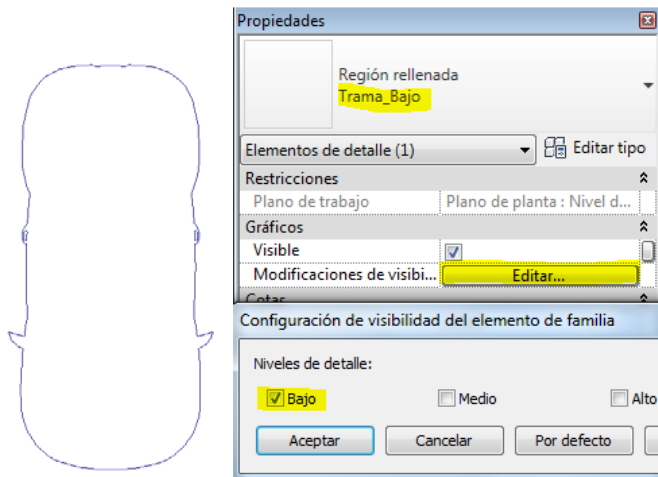 Propiedades
Región rellenada
Trama_Bajo
Elementos de detalle (1)
Editar tipo
Restricciones
Plano de trabajo
Plano de planta : Nivel d...
Gráficos
Visible
Modificaciones de visibi...
Editar...
Cotas
Configuración de visibilidad del elemento de familia
Niveles de detalle:
Bajo
Medio
Alto
Aceptar
Cancelar
Por defecto